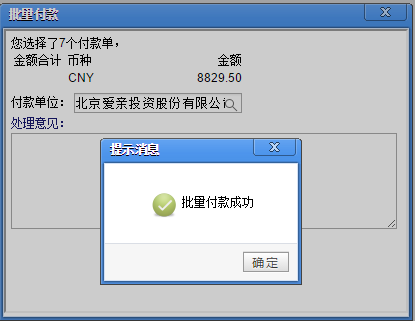 批量付款
您选择了7个付款单，
金额合计 币种 金额
CNY 8829.50
付款单位： 北京爱亲投资股份有限公
处理意见：
提示消息
批量付款成功
确定